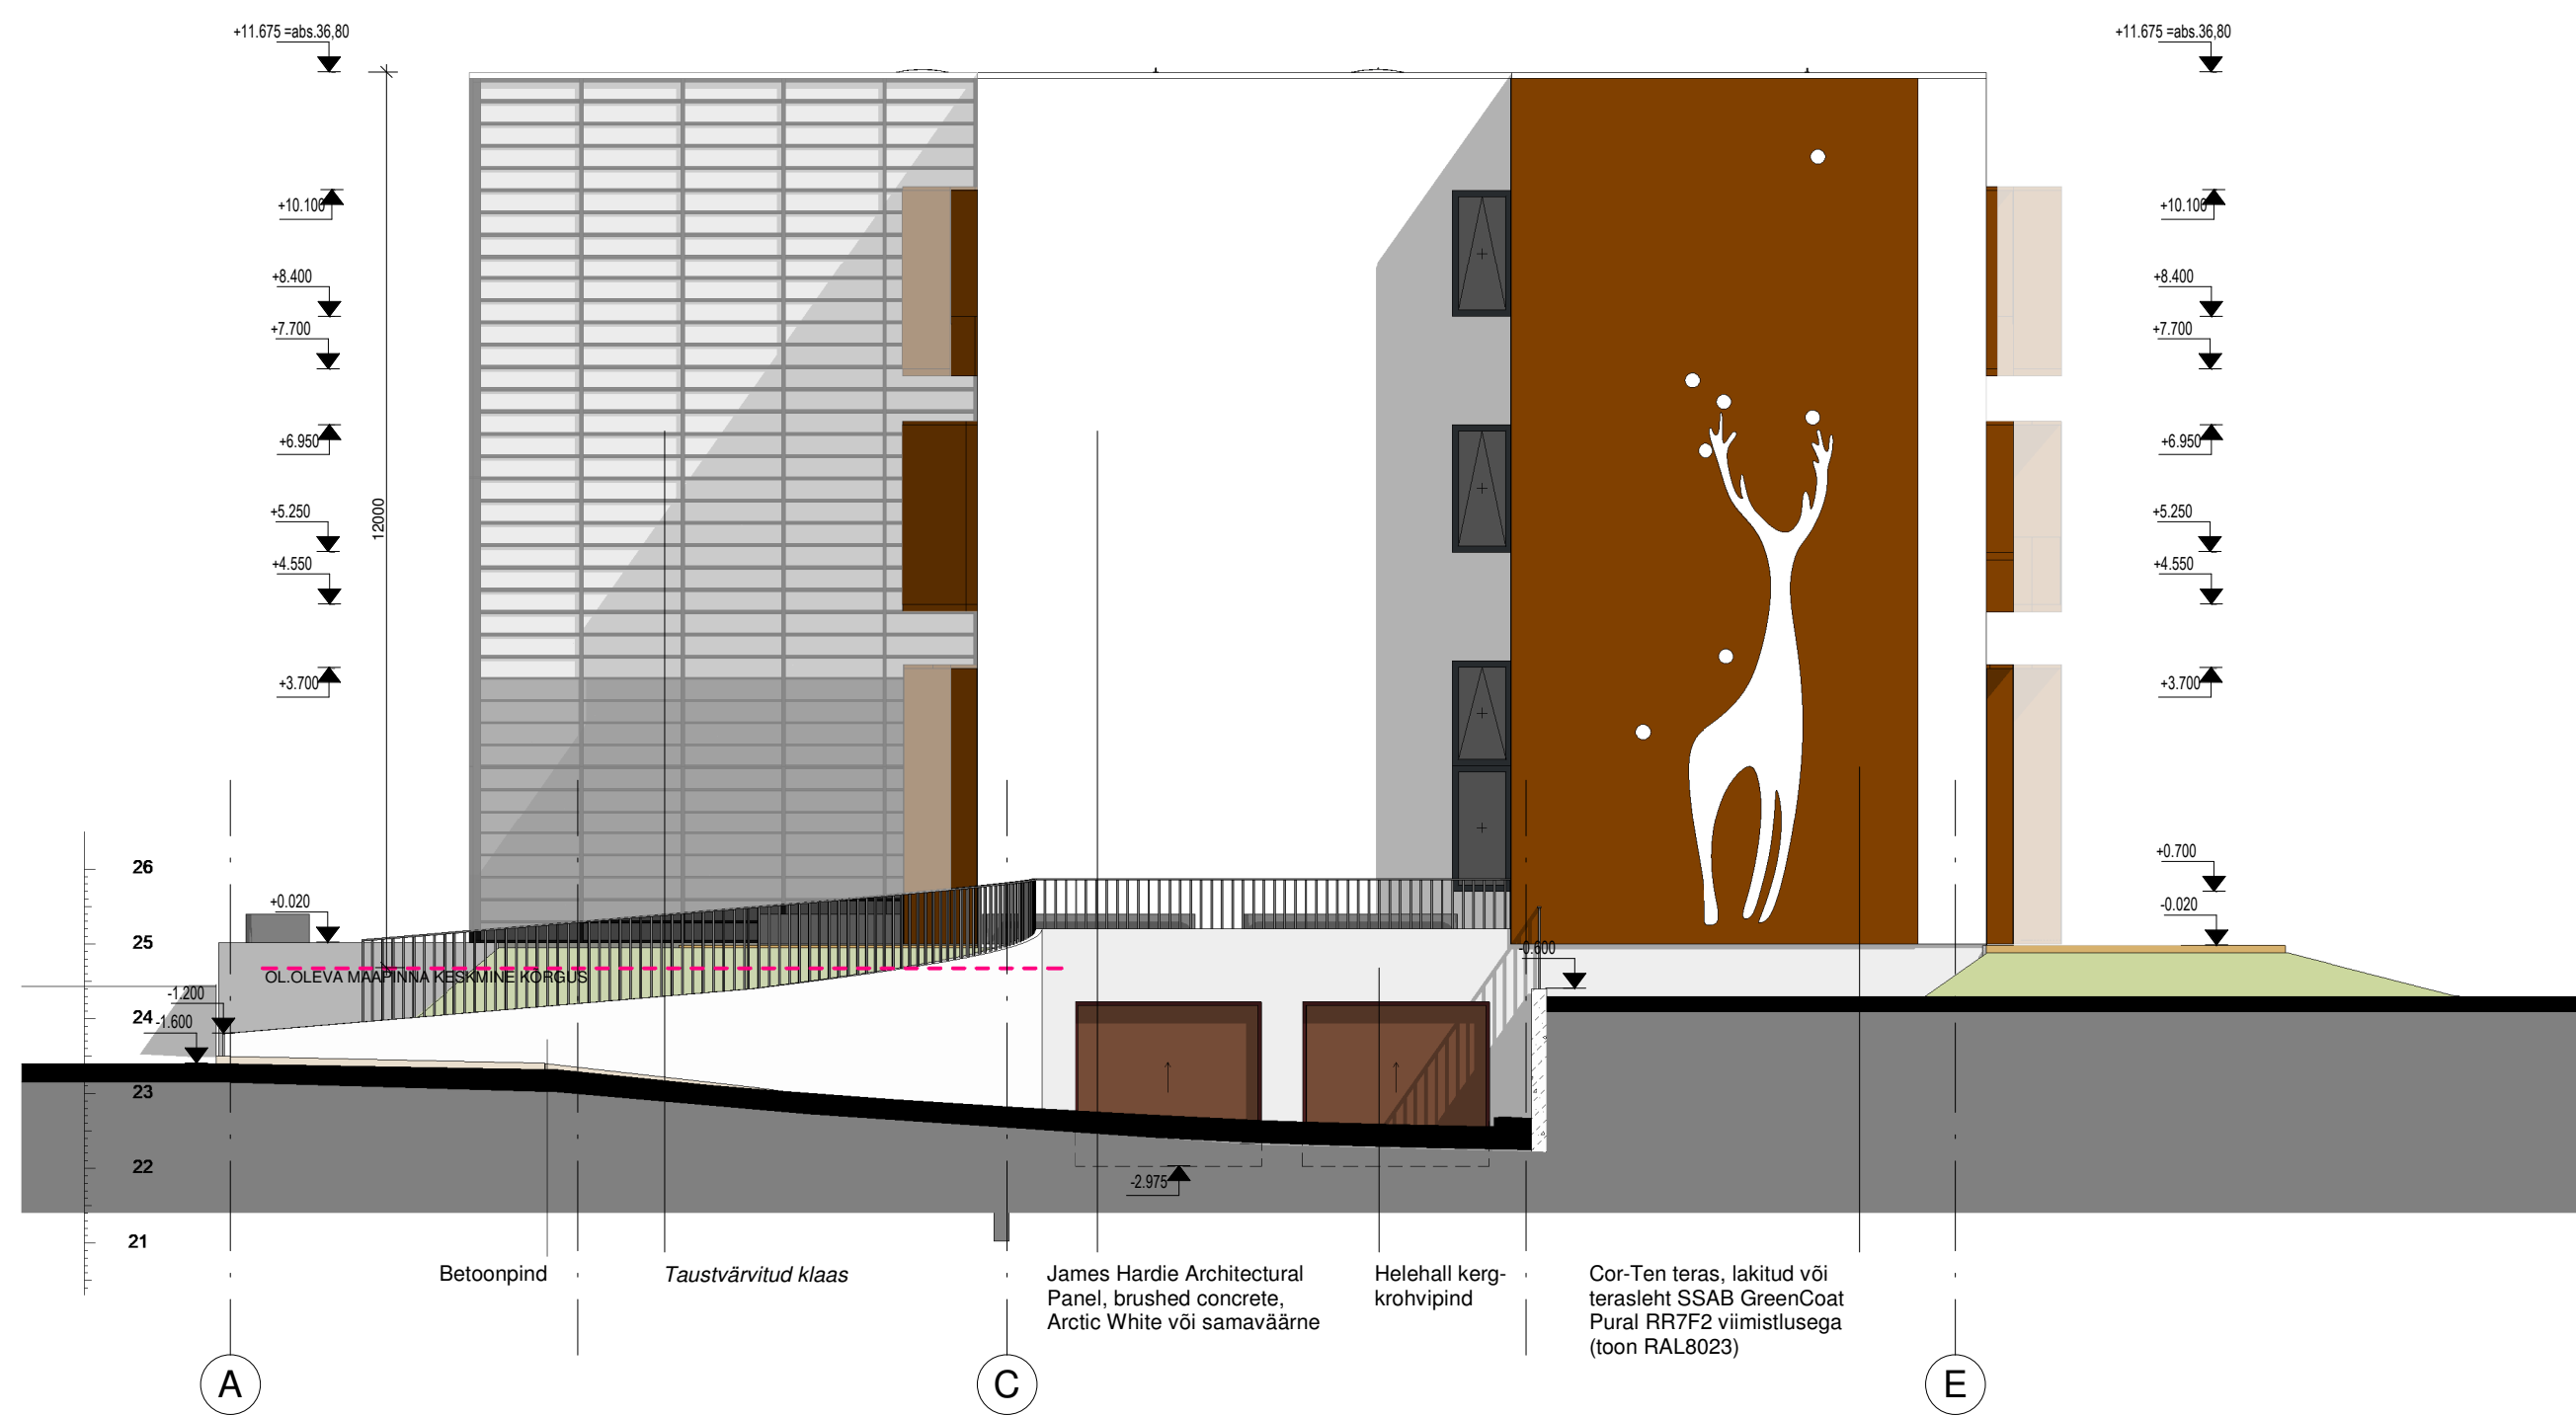 +11.675 =abs.36,80
+11.675 =abs.36,80
+10.100
+10.100
+8.400
+8.400
+7.700
+7.700
+6.950
+6.950
12000
+5.250
+5.250
+4.550
+4.550
+3.700
+3.700
+0.700
26
+0.020
-0.020
25
-0.600
OL.OLEVA MAAPINNA KESKMINE KÕRGUS
-1.200
24
-1.600
23
22
-2.975
21
Betoonpind
Taustvärvitud klaas
James Hardie Architectural
Panel, brushed concrete,
Arctic White või samaväärne
Helehall kerg-
krohvipind
Cor-Ten teras, lakitud või
terasleht SSAB GreenCoat
Pural RR7F2 viimistlusega
(toon RAL8023)
A
C
E